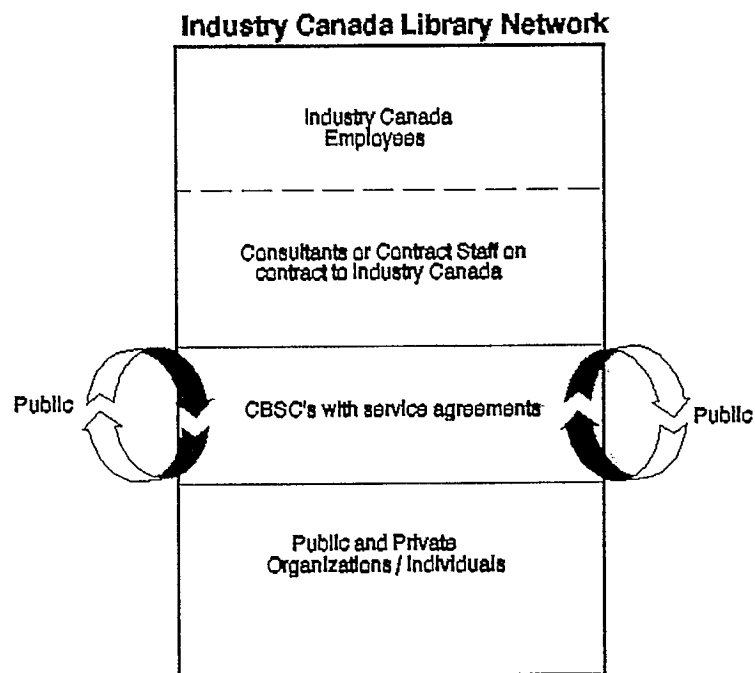 Industry Canada Library Network
Industry Canada
Employees
Consultants or Contract Staff on
contract to Industry Canada
Public
CBSC's with service agreements
Public
Public and Private
Organizations / Individuals